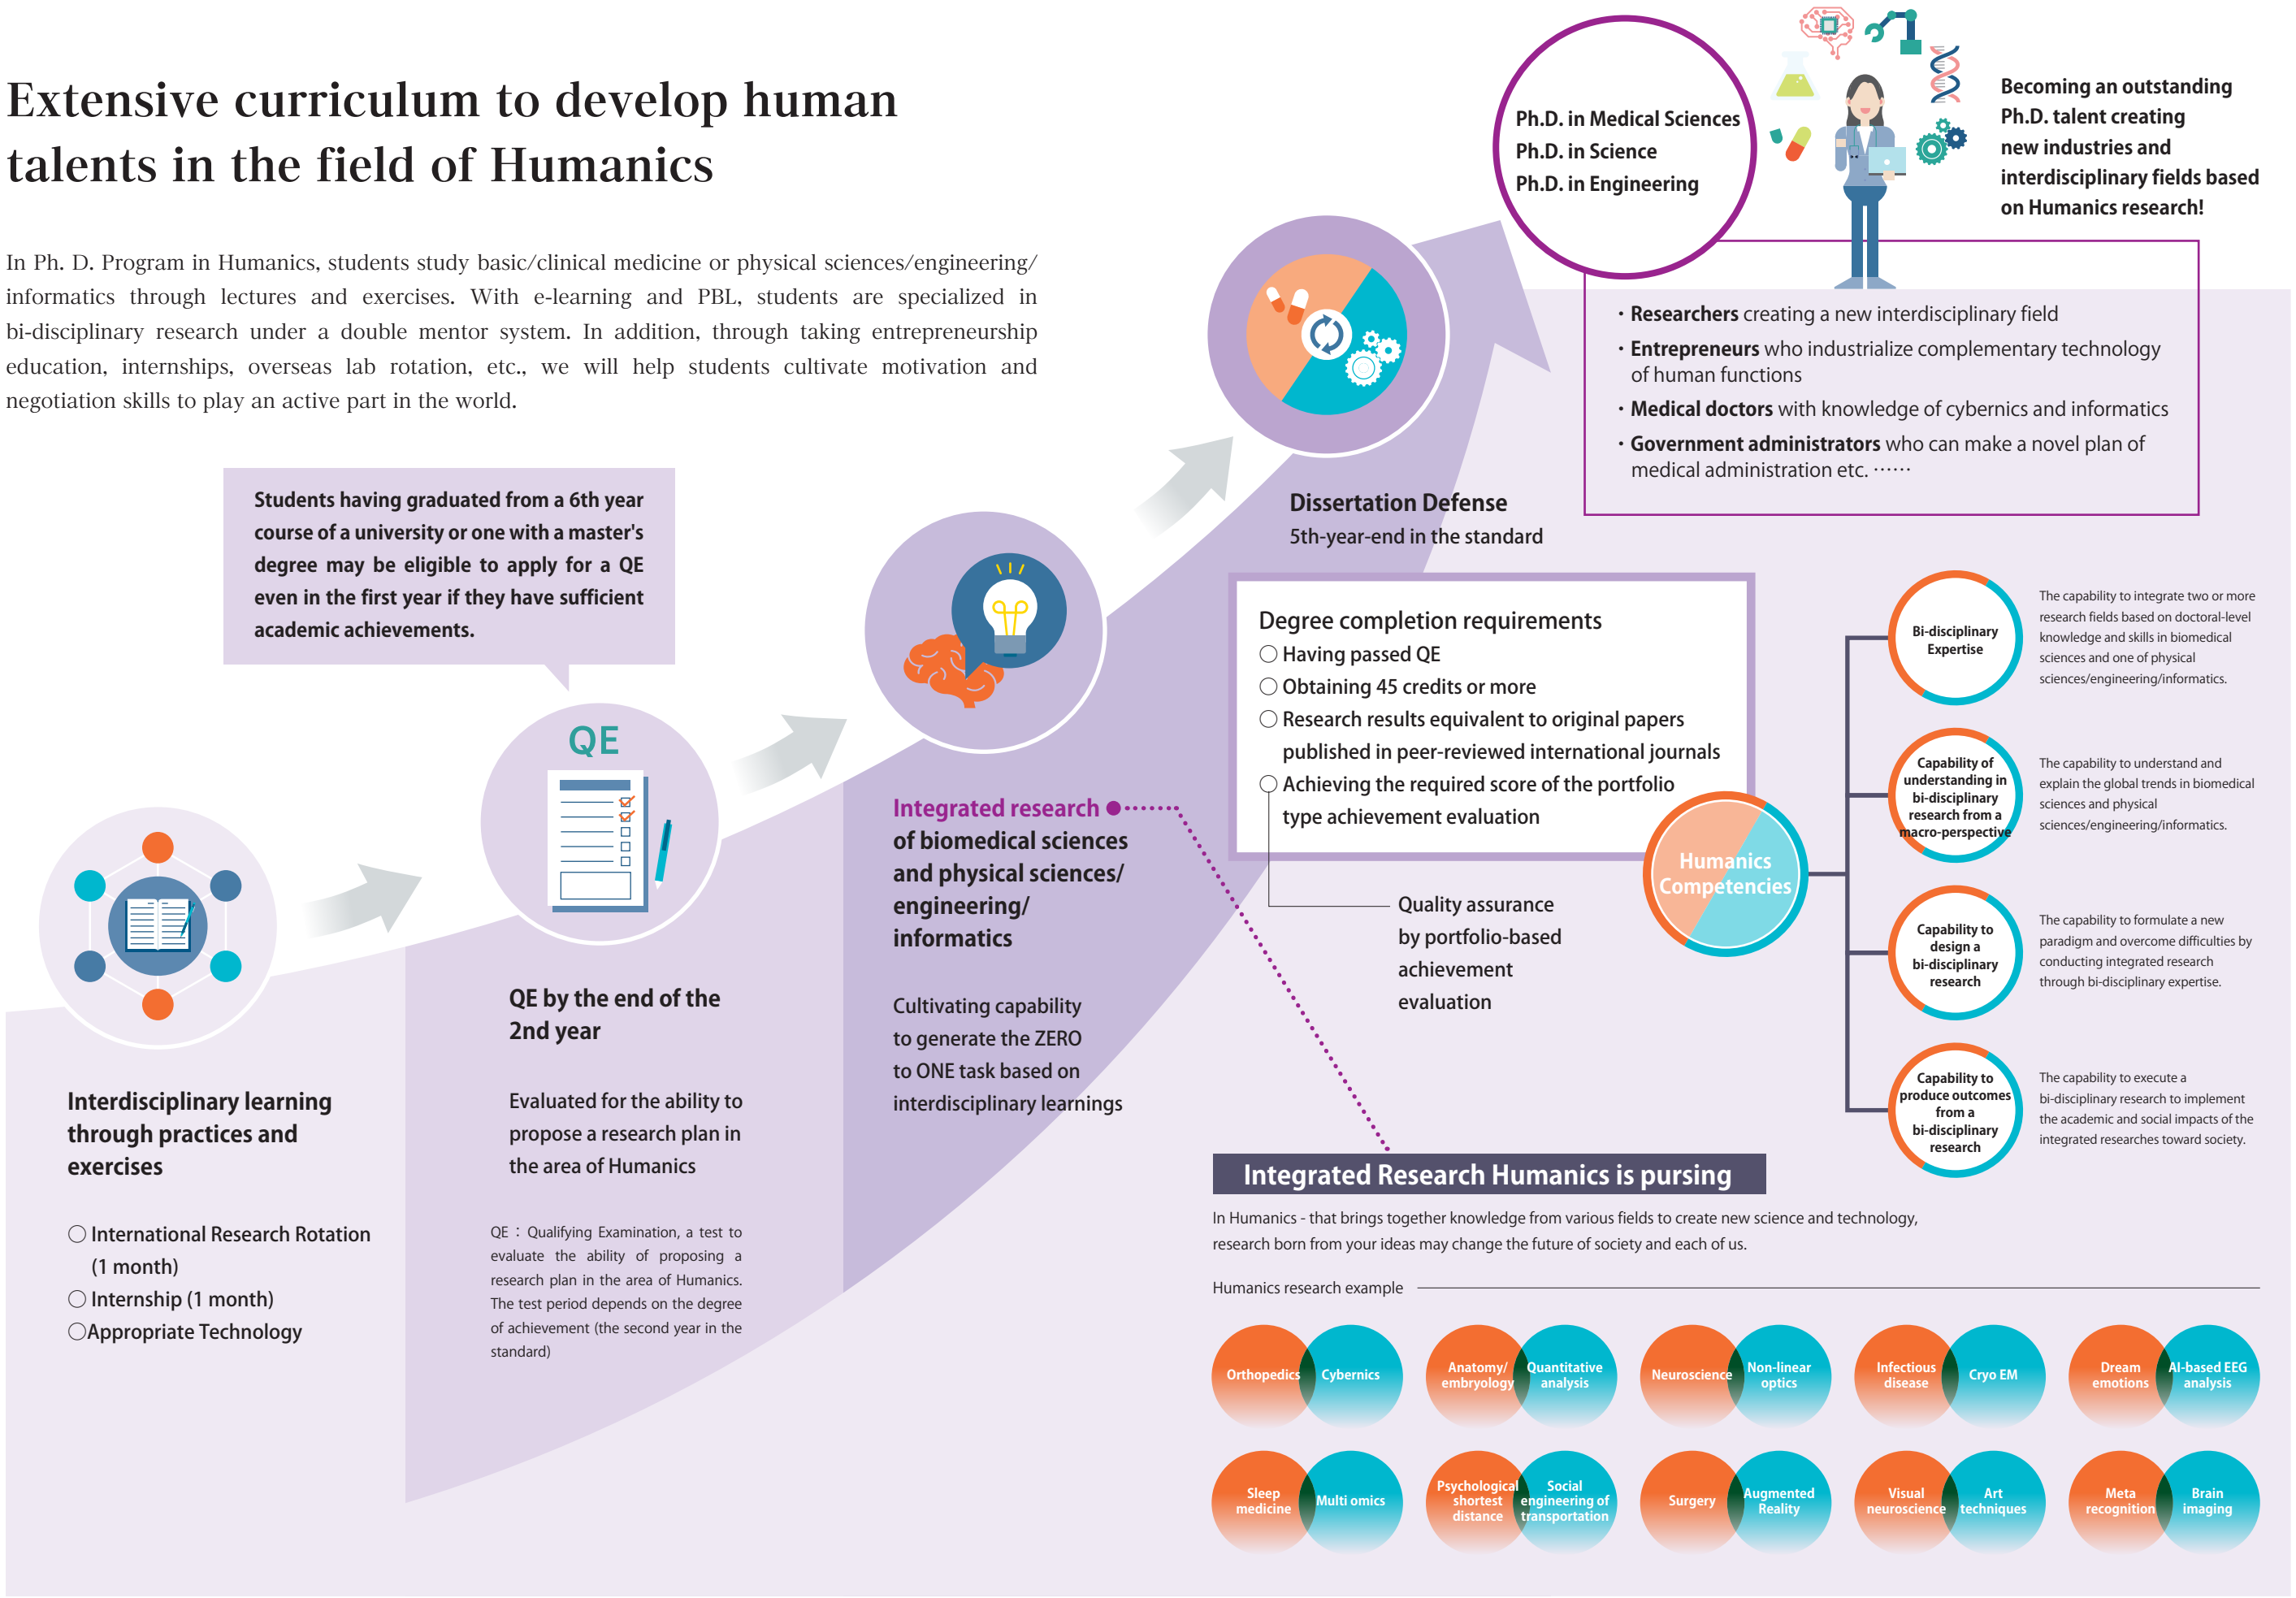 Extensive curriculum to develop human
talents in the field of Humanics
In Ph. D. Program in Humanics, students study basic/clinical medicine or physical sciences/engineering/
informatics through lectures and exercises. With e-learning and PBL, students are specialized in
bi-disciplinary research under a double mentor system. In addition, through taking entrepreneurship
education, internships, overseas lab rotation, etc., we will help students cultivate motivation and
negotiation skills to play an active part in the world.
Ph.D. in Medical Sciences
Ph.D. in Science
Ph.D. in Engineering
Becoming an outstanding
Ph.D. talent creating
new industries and
interdisciplinary fields based
on Humanics research!
・Researchers creating a new interdisciplinary field
・Entrepreneurs who industrialize complementary technology
of human functions
・Medical doctors with knowledge of cybernics and informatics
・Government administrators who can make a novel plan of
medical administration etc. ……
Students having graduated from a 6th year
course of a university or one with a master's
degree may be eligible to apply for a QE
even in the first year if they have sufficient
academic achievements.
Interdisciplinary learning
through practices and
exercises
○ International Research Rotation
(1 month)
○ Internship (1 month)
○Appropriate Technology
QE
QE by the end of the
2nd year
Evaluated for the ability to
propose a research plan in
the area of Humanics
QE：Qualifying Examination, a test to
evaluate the ability of proposing a
research plan in the area of Humanics.
The test period depends on the degree
of achievement (the second year in the
standard)
Integrated research
of biomedical sciences
and physical sciences/
engineering/
informatics
Cultivating capability
to generate the ZERO
to ONE task based on
interdisciplinary learnings
Dissertation Defense
5th-year-end in the standard
Degree completion requirements
○ Having passed QE
○ Obtaining 45 credits or more
○ Research results equivalent to original papers
published in peer-reviewed international journals
○ Achieving the required score of the portfolio
type achievement evaluation
Quality assurance
by portfolio-based
achievement
evaluation
Humanics
Competencies
Bi-disciplinary
Expertise
The capability to integrate two or more
research fields based on doctoral-level
knowledge and skills in biomedical
sciences and one of physical
sciences/engineering/informatics.
Capability of
understanding in
bi-disciplinary
research from a
macro-perspective
The capability to understand and
explain the global trends in biomedical
sciences and physical
sciences/engineering/informatics.
Capability to
design a
bi-disciplinary
research
The capability to formulate a new
paradigm and overcome difficulties by
conducting integrated research
through bi-disciplinary expertise.
Capability to
produce outcomes
from a
bi-disciplinary
research
The capability to execute a
bi-disciplinary research to implement
the academic and social impacts of the
integrated researches toward society.
Integrated Research Humanics is pursing
In Humanics - that brings together knowledge from various fields to create new science and technology,
research born from your ideas may change the future of society and each of us.
Humanics research example
Orthopedics
Cybernics
Anatomy/
embryology
Quantitative
analysis
Neuroscience
Non-linear
optics
Infectious
disease
Cryo EM
Dream
emotions
AI-based EEG
analysis
Sleep
medicine
Multi omics
Psychological
shortest
distance
Social
engineering of
transportation
Surgery
Augmented
Reality
Visual
neuroscience
Art
techniques
Meta
recognition
Brain
imaging